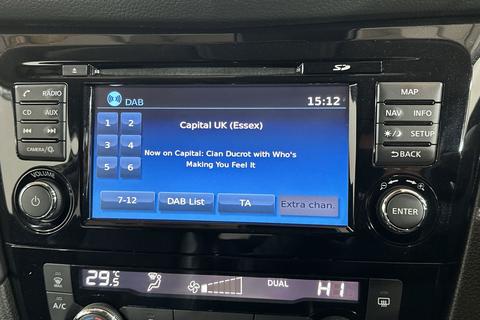 SD
DAB
15:12
RADIO
CD AUX
CAMERA
VOLUME
1 2
3 4
5 6
Capital UK (Essex)
Now on Capital: Cian Ducrot with Who's
Making You Feel It
7-12
DAB List
TA
Extra chan.
MAP
NAV INFO
SETUP
BACK
ENTER
MAX
A/C
29.5°C
DUAL
HI